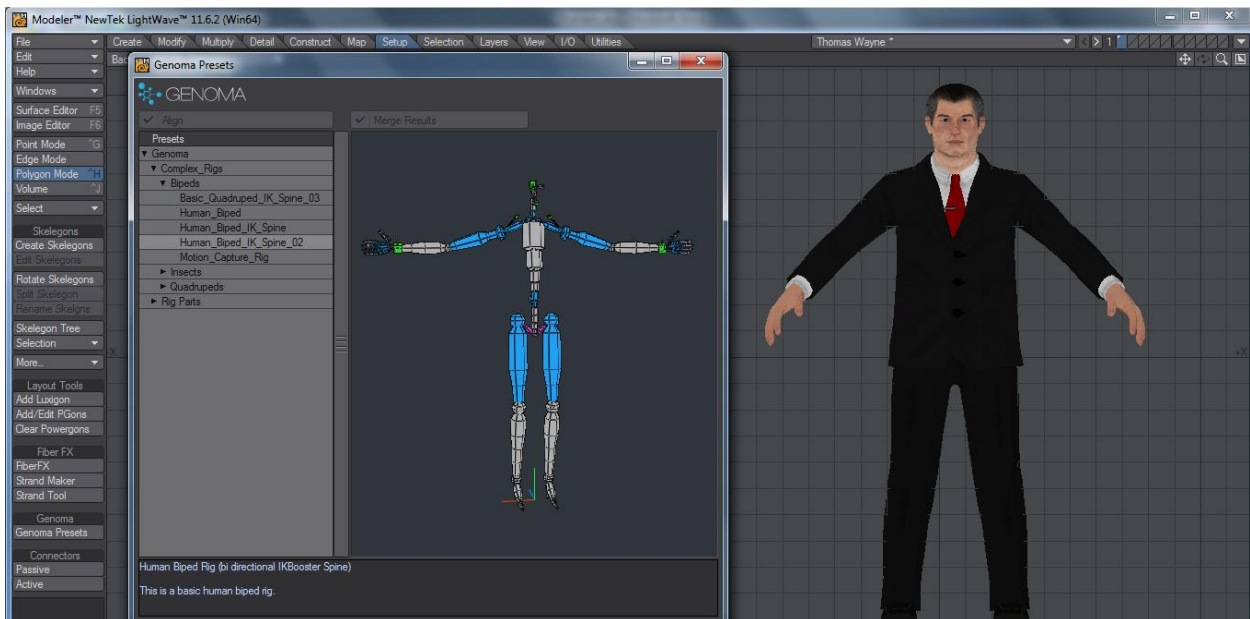 Modeler™ NewTek LightWave™ 11.6.2 (Win64)
File
Create Modify Multiply Detail Construct Map Setup Selection Layers View I/O Utilities
Thomas Wayne *
1
Edit
Help
Windows
Surface Editor F5
Image Editor F6
Point Mode ^G
Edge Mode
Polygon Mode ^H
Volume ^J
Select
Skelegons
Create Skelegons
Edit Skelegons
Rotate Skelegons
Split Skelegon
Rename Skelgns
Skelegon Tree
Selection
More...
Layout Tools
Add Luxigon
Add/Edit PGons
Clear Powergons
Fiber FX
FiberFX
Strand Maker
Strand Tool
Genoma
Genoma Presets
Connectors
Passive
Active
Bac
Genoma Presets
GENOMA
Align
Merge Results
Presets
Genoma
Complex_Rigs
Bipeds
Basic_Quadruped_IK_Spine_03
Human_Biped
Human_Biped_IK_Spine
Human_Biped_IK_Spine_02
Motion_Capture_Rig
Insects
Quadrupeds
Rig Parts
Human Biped Rig (bi directional IKBooster Spine)
This is a basic human biped rig.
-X
+X